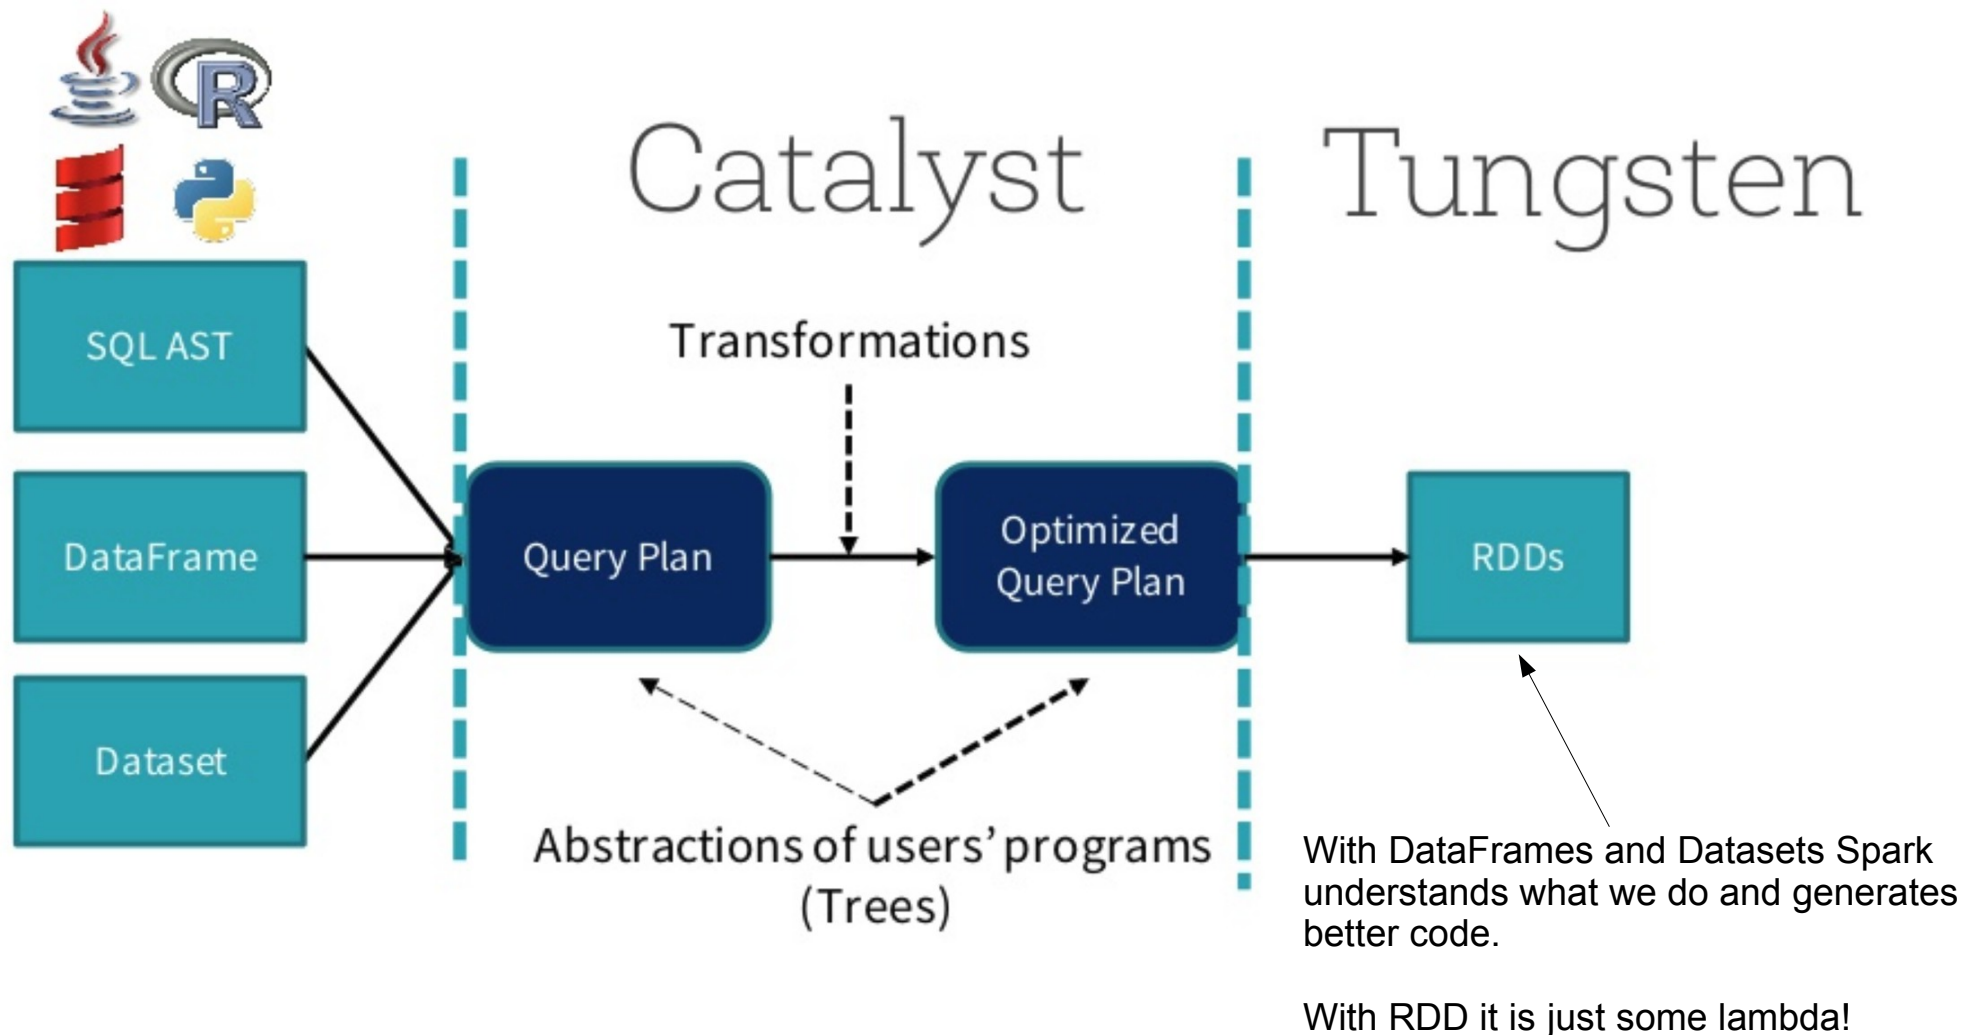 R
Catalyst
Tungsten
SQL AST
Transformations
DataFrame
Query Plan
Optimized
Query Plan
RDDs
Dataset
Abstractions of users’ programs
(Trees)
With DataFrames and Datasets Spark
understands what we do and generates
better code.
With RDD it is just some lambda!